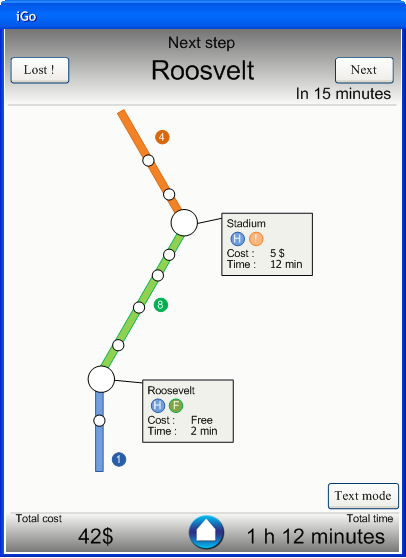 iGo
Next step
Lost !
Roosvelt
Next
In 15 minutes
4
Stadium
H !
Cost : 5 $
Time : 12 min
8
Roosevelt
H F
Cost : Free
Time : 2 min
1
Text mode
Total cost
Total time
42$
1 h 12 minutes